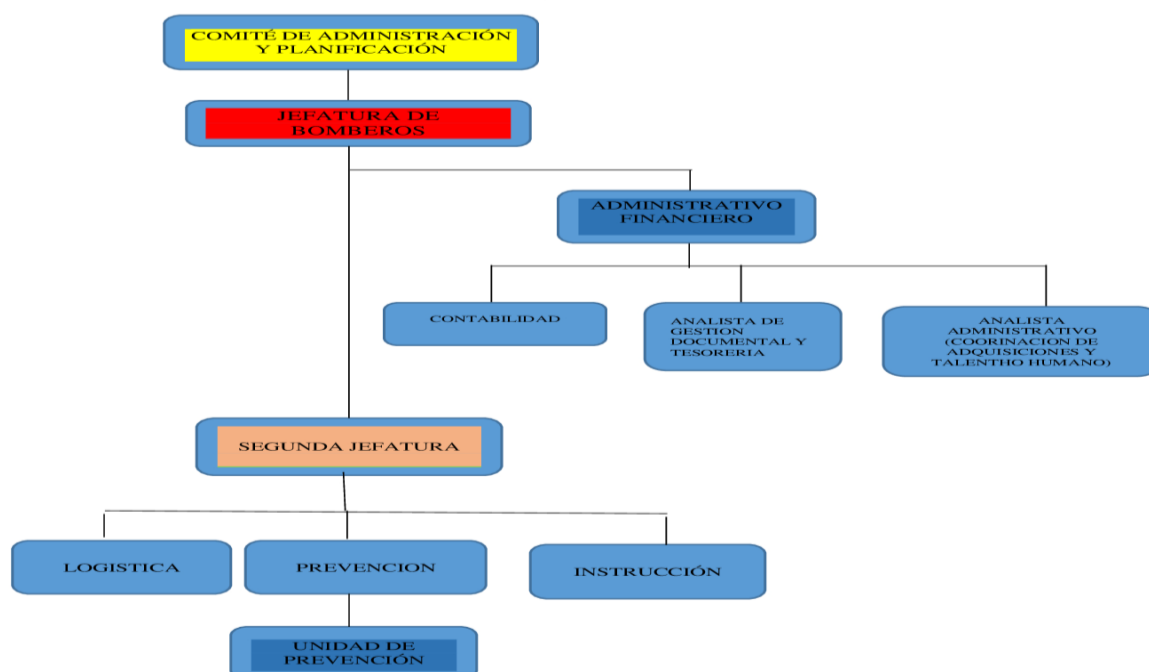 COMITÉ DE ADMINISTRACIÓN
Y PLANIFICACIÓN
JEFATURA DE
BOMBEROS
ADMINISTRATIVO
FINANCIERO
CONTABILIDAD
ANALISTA DE
GESTION
DOCUMENTAL Y
TESORERIA
ANALISTA
ADMINISTRATIVO
(COORINACION DE
ADQUISICIONES Y
TALENTHO HUMANO)
SEGUNDA JEFATURA
LOGISTICA
PREVENCION
INSTRUCCIÓN
UNIDAD DE
PREVENCIÓN